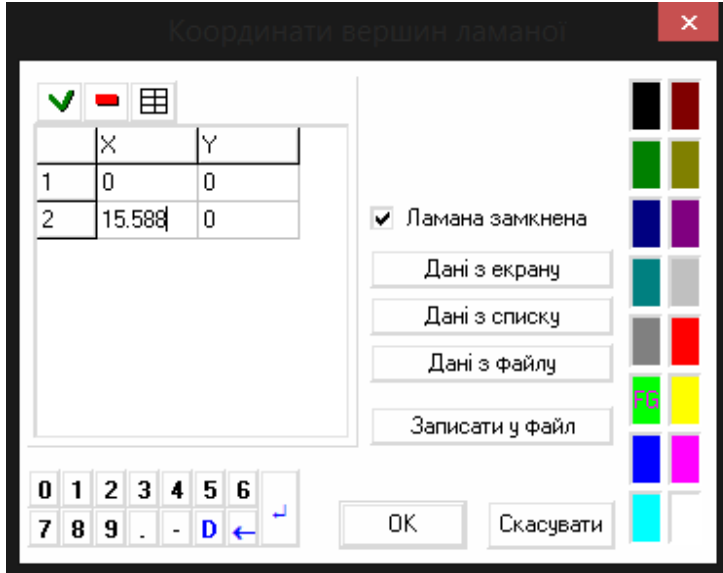 Координати вершин ламаної
X Y
1 0 0
2 15.588 0
Ламана замкнена
Дані з екрану
Дані з списку
Дані з файлу
FG
Записати у файл
0 1 2 3 4 5 6
7 8 9 . - D ←
OK Скасувати